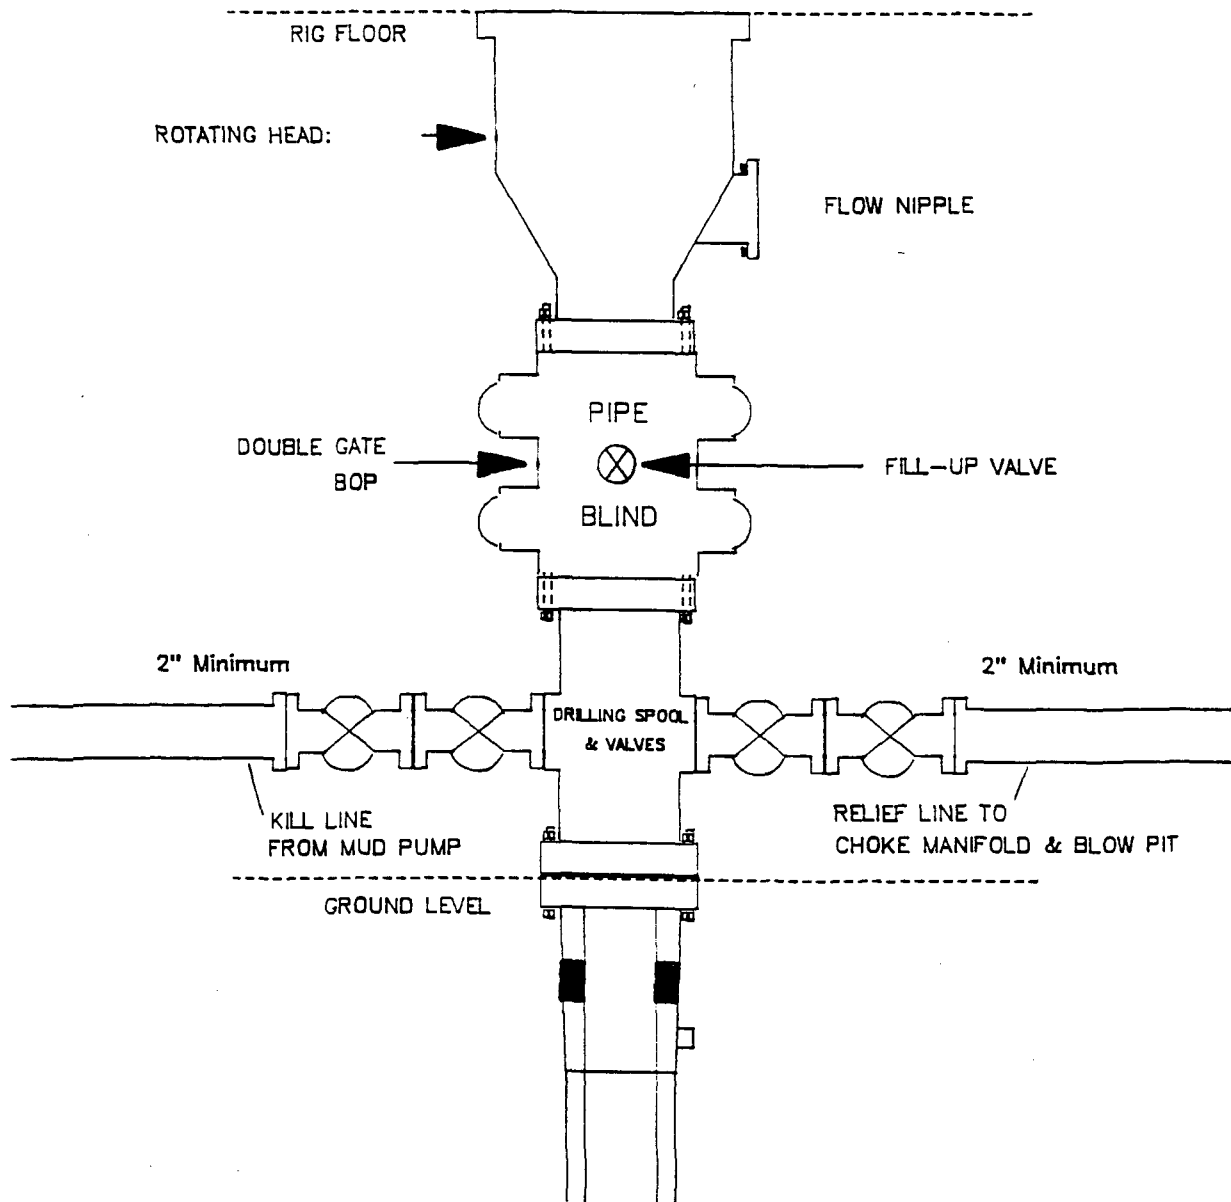 RIG FLOOR
ROTATING HEAD:
FLOW NIPPLE
PIPE
DOUBLE GATE
BOP
FILL-UP VALVE
BLIND
2" Minimum
2" Minimum
DRILLING SPOOL
& VALVES
KILL LINE
FROM MUD PUMP
RELIEF LINE TO
CHOKE MANIFOLD & BLOW PIT
GROUND LEVEL